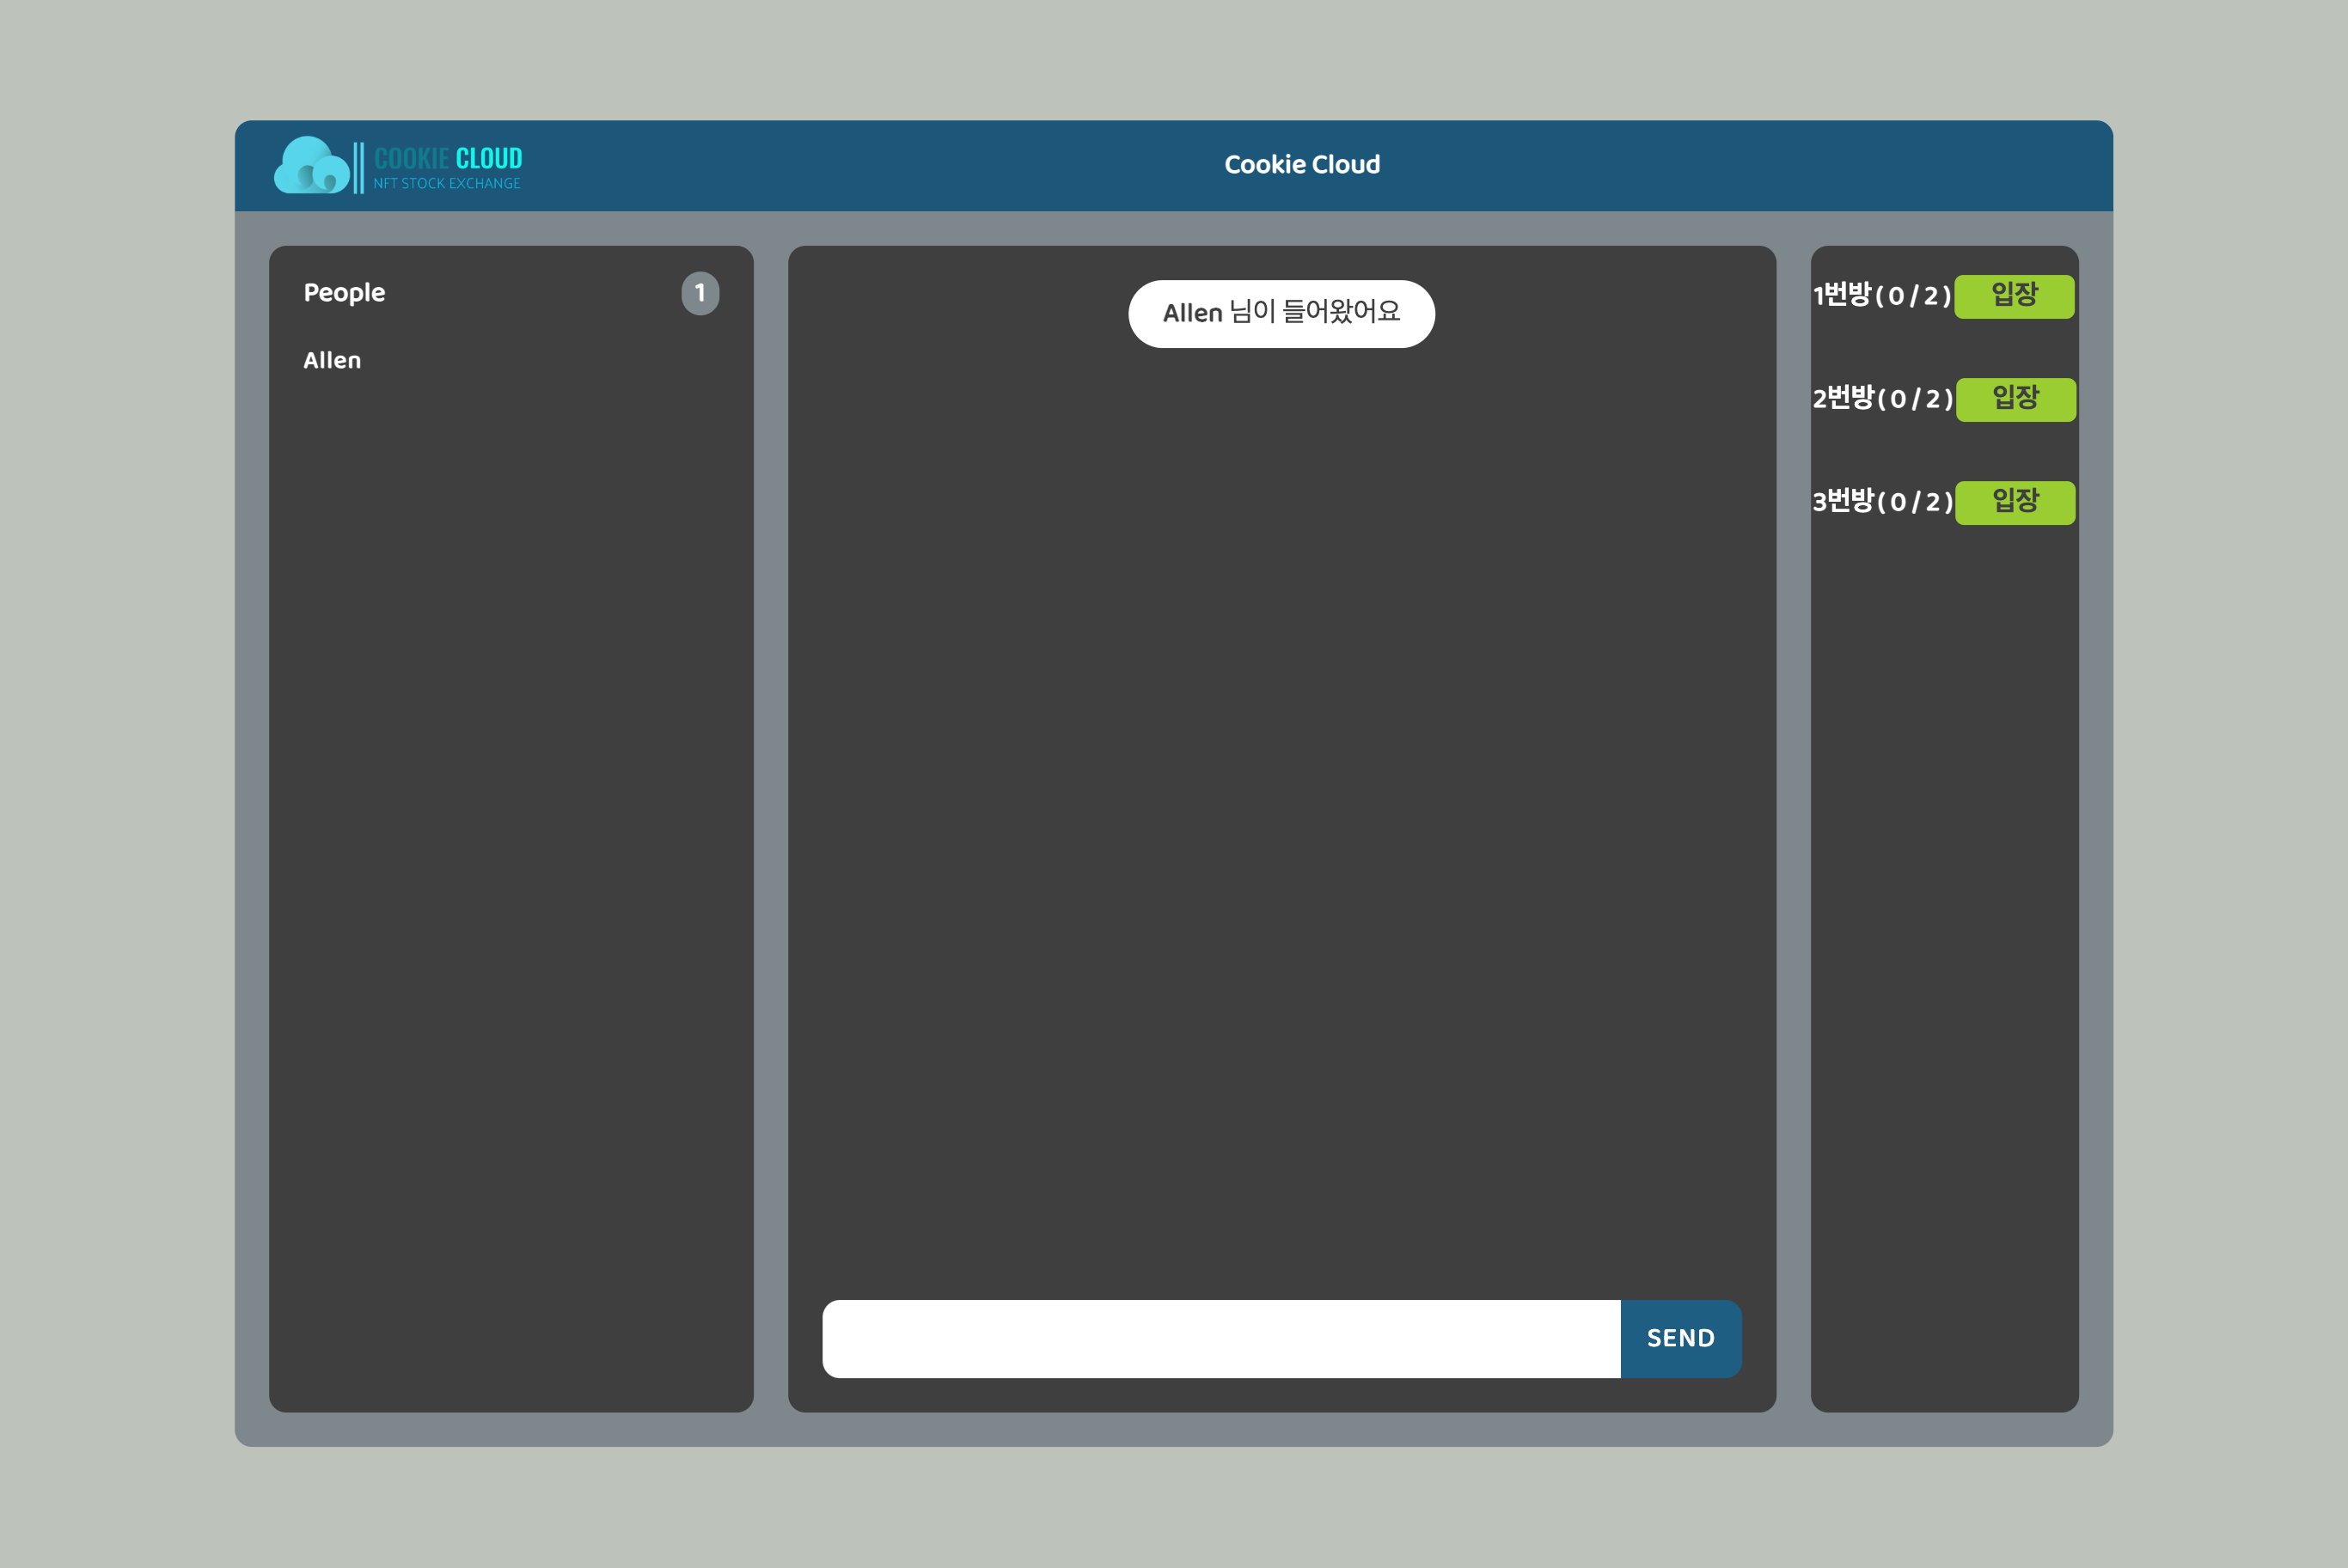 COOKIE CLOUD
NFT STOCK EXCHANGE
Cookie Cloud
People 1
Allen
Allen 님이 들어왔어요
SEND
1번방( 0 / 2 ) 입장
2번방( 0 / 2 ) 입장
3번방( 0 / 2 ) 입장